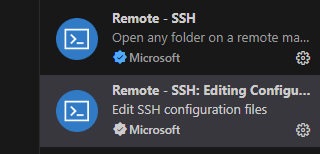 Remote - SSH
Open any folder on a remote ma...
Microsoft
Remote - SSH: Editing Configu...
Edit SSH configuration files
Microsoft